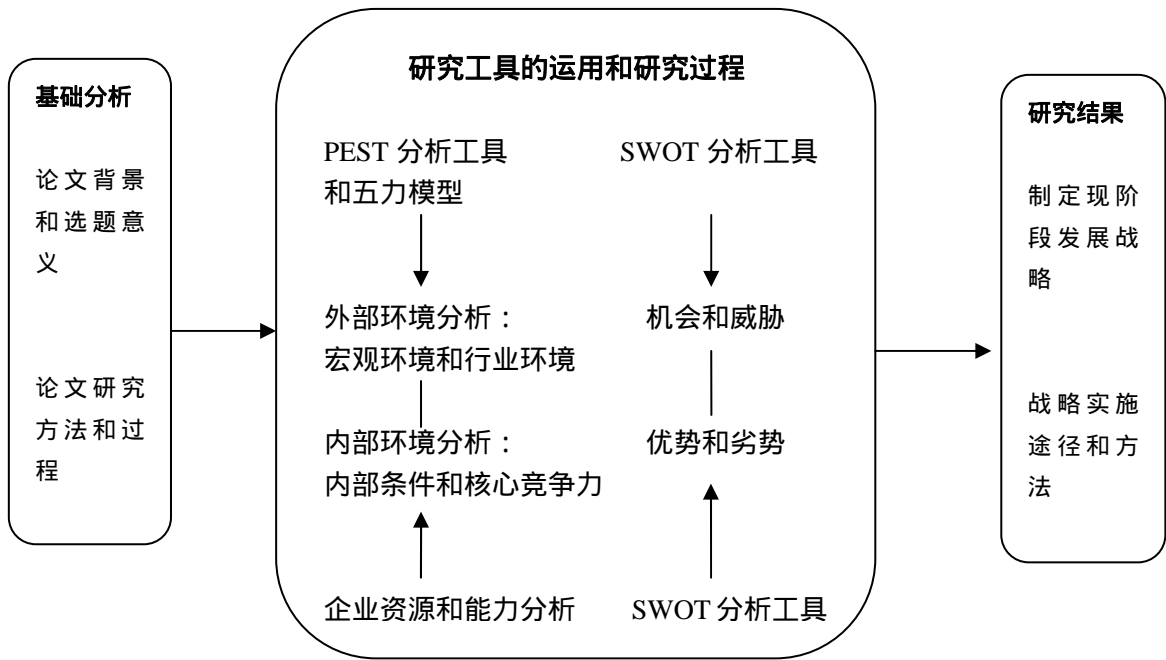 基础分析
论文背景
和选题意
义
论文研究
方法和过
程
研究工具的运用和研究过程
PEST 分析工具
和五力模型
SWOT 分析工具
外部环境分析：
宏观环境和行业环境
机会和威胁
内部环境分析：
内部条件和核心竞争力
优势和劣势
企业资源和能力分析
SWOT 分析工具
研究结果
制定现阶
段发展战
略
战略实施
途径和方
法